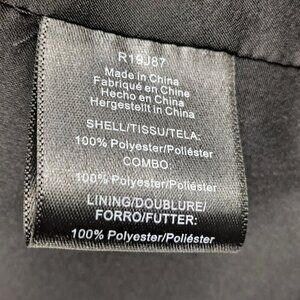 R19J87
Made in China
Fabriqué en Chine
Hecho en China
Hergestellt in China
SHELL/TISSU/TELA:
100% Polyester/Poliéster
COMBO
100% Polyester/Poliéster
LINING/DOUBLURE/
FORRO/FUTTER:
100% Polyester/Poliéster